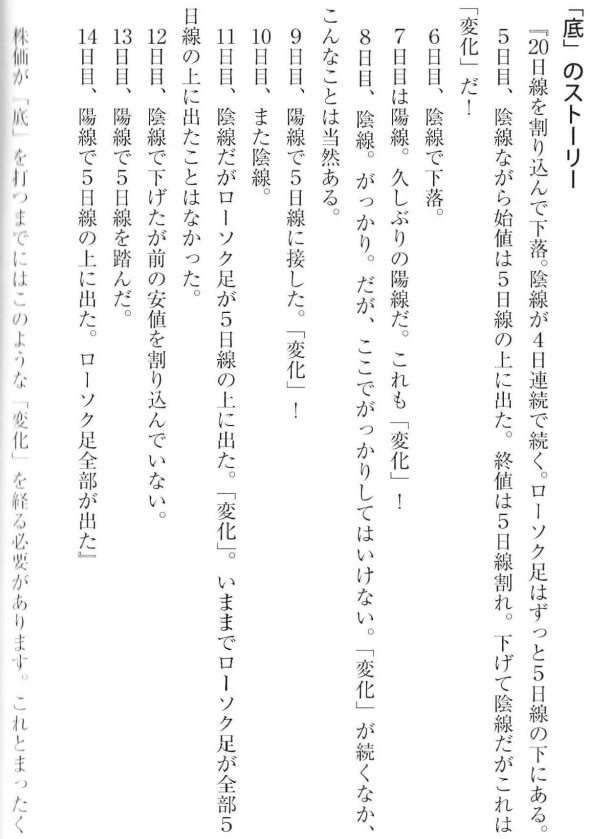 「底」のストーリー
『20日線を割り込んで下落。陰線が4日連続で続く。ローソク足はずっと5日線の下にある。
5日目、陰線ながら始値は5日線の上に出た。終値は5日線割れ。下げて陰線だがこれは
「変化」だ！
6日目、陰線で下落。
7日目は陽線。久しぶりの陽線だ。これも「変化」！
8日目、陰線。がっかり。だが、ここでがっかりしてはいけない。「変化」が続くなか、
こんなことは当然ある。
9日目、陽線で5日線に接した。「変化」！
10日目、また陰線。
11日目、陰線だがローソク足が5日線の上に出た。「変化」。いままでローソク足が全部5
日線の上に出たことはなかった。
12日目、陰線で下げたが前の安値を割り込んでいない。
13日目、陽線で5日線を踏んだ。
14日目、陽線で5日線の上に出た。ローソク足全部が出た』
株価が「底」を打つまでにはこのような「変化」を経る必要があります。これとまったく